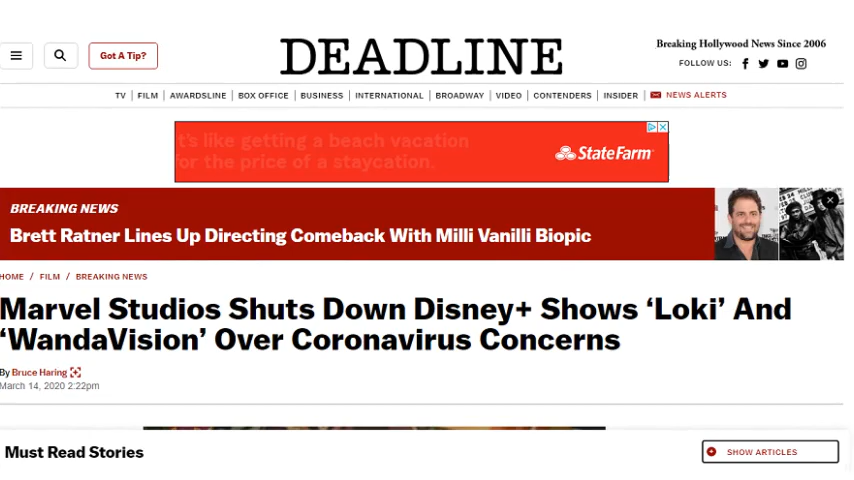 Got A Tip?
DEADLINE
Breaking Hollywood News Since 2006
FOLLOW US:
TV | FILM | AWARDSLINE | BOX OFFICE | BUSINESS | INTERNATIONAL | BROADWAY | VIDEO | CONTENDERS | INSIDER | NEWS ALERTS
it's like getting a beach vacation
for the price of a staycation.
StateFarm
BREAKING NEWS
Brett Ratner Lines Up Directing Comeback With Milli Vanilli Biopic
HOME / FILM / BREAKING NEWS
Marvel Studios Shuts Down Disney+ Shows ‘Loki’ And
‘WandaVision’ Over Coronavirus Concerns
By Bruce Haring
March 14, 2020 2:22pm
Must Read Stories
SHOW ARTICLES